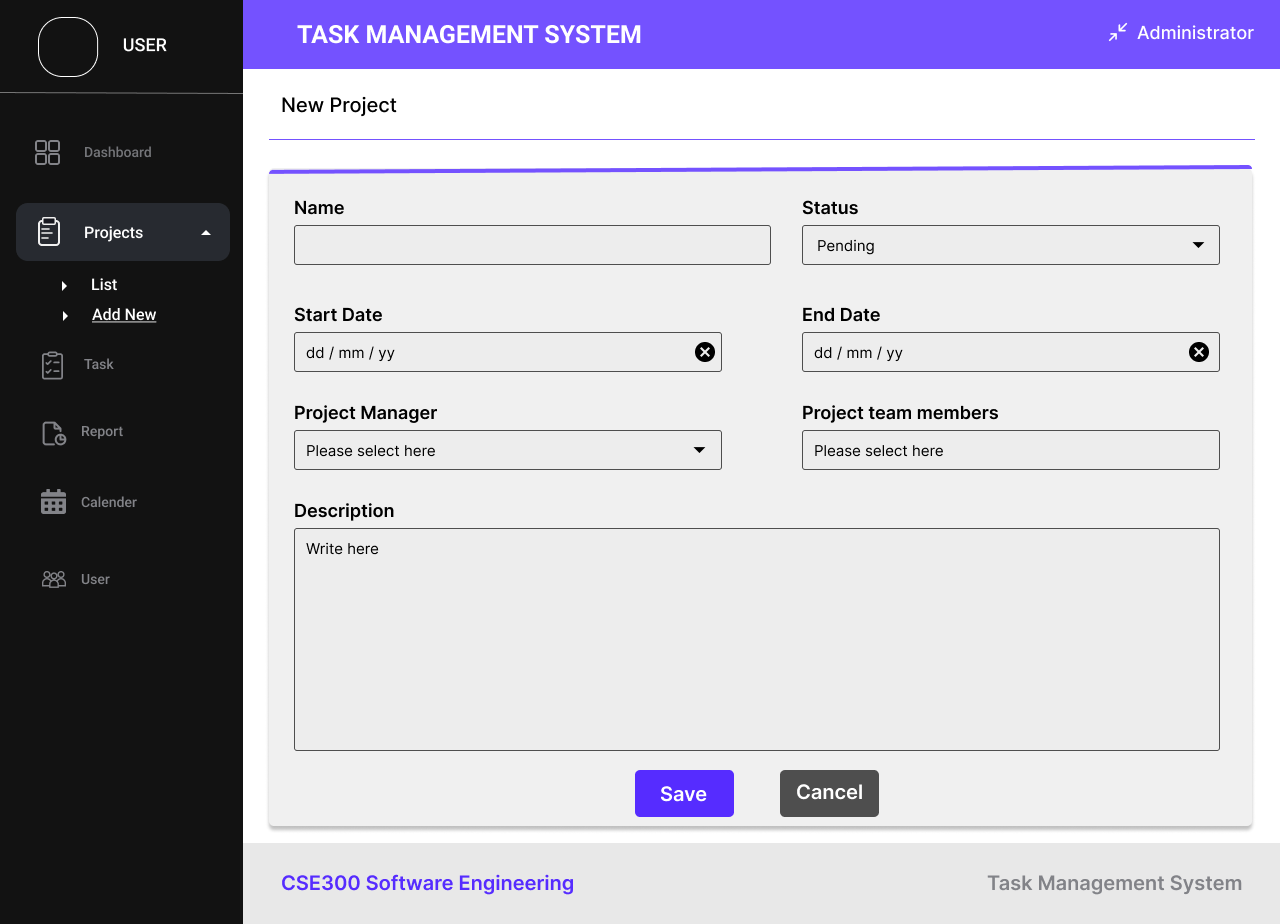 USER
TASK MANAGEMENT SYSTEM
Administrator
Dashboard
Projects
List
Add New
Task
Report
Calender
User
New Project
Name
Status
Pending
Start Date
End Date
dd / mm / yy
dd / mm / yy
Project Manager
Project team members
Please select here
Please select here
Description
Write here
Save
Cancel
CSE300 Software Engineering
Task Management System